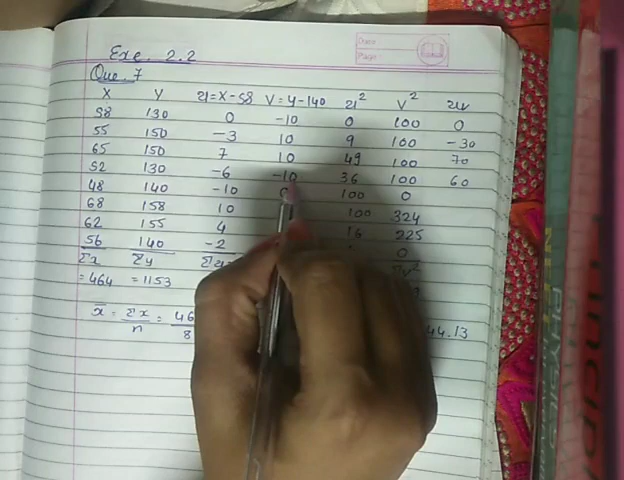 Exe. 2.2
Date
Page
Que. 7
X Y u=X-58 V=Y-140 u² V² uv
58 130 0 -10 0 100 0
55 150 -3 10 9 100 -30
65 150 7 10 49 100 70
52 130 -6 -10 36 100 60
48 140 -10 0 100 0
68 158 10 100 324
62 155 4 16 225
56 140 -2 0
Σx Σy
=464 =1153
x̄ = Σx/n = 46 / 8 44.13
PHYSICS